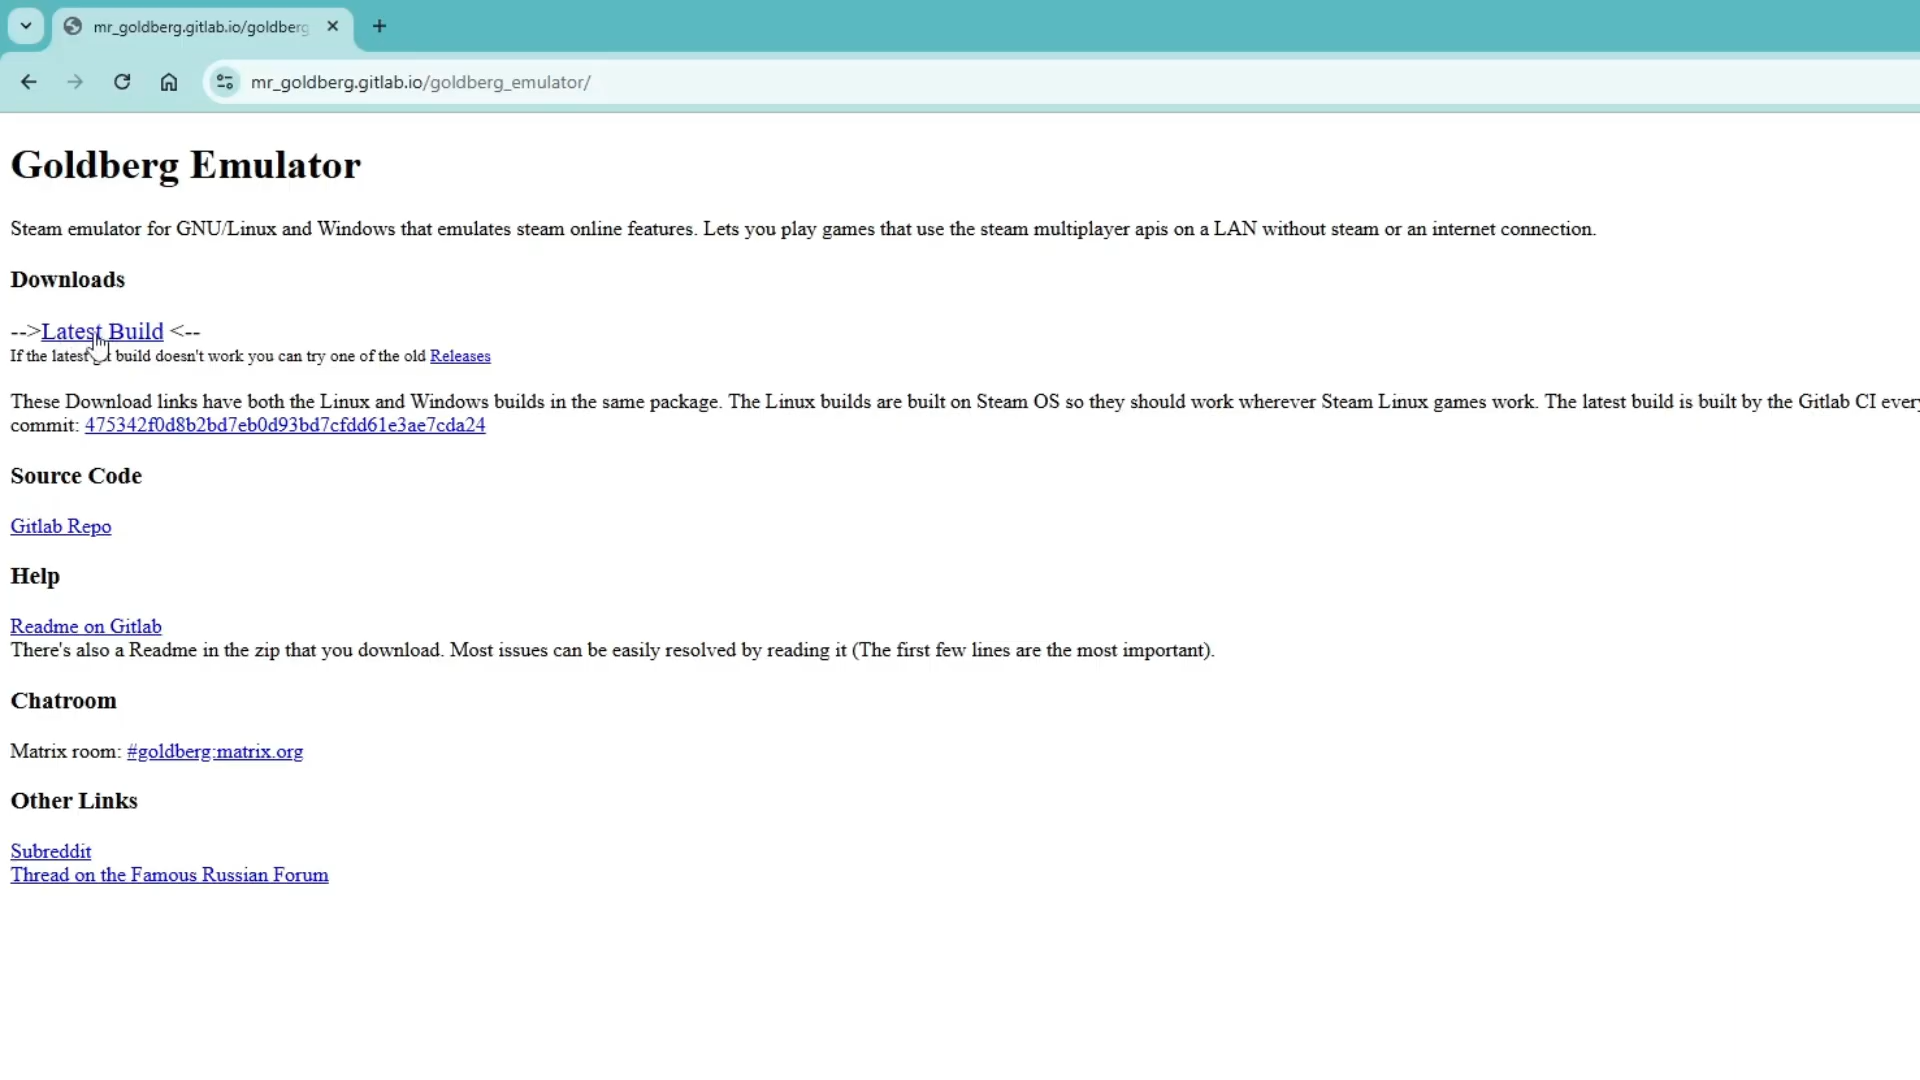 mr_goldberg.gitlab.io/goldberg
mr_goldberg.gitlab.io/goldberg_emulator/
Goldberg Emulator
Steam emulator for GNU/Linux and Windows that emulates steam online features. Lets you play games that use the steam multiplayer apis on a LAN without steam or an internet connection.
Downloads
-->Latest Build <--
If the latest build doesn't work you can try one of the old Releases
These Download links have both the Linux and Windows builds in the same package. The Linux builds are built on Steam OS so they should work wherever Steam Linux games work. The latest build is built by the Gitlab CI ever
commit: 475342f0d8b2bd7eb0d93bd7cfdd61e3ae7cda24
Source Code
Gitlab Repo
Help
Readme on Gitlab
There's also a Readme in the zip that you download. Most issues can be easily resolved by reading it (The first few lines are the most important).
Chatroom
Matrix room: #goldberg:matrix.org
Other Links
Subreddit
Thread on the Famous Russian Forum